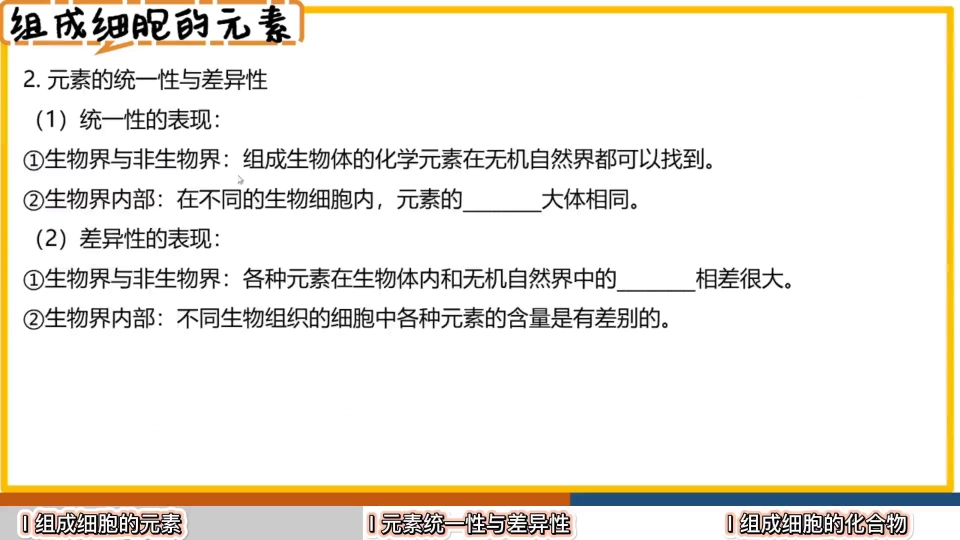 组成细胞的元素
2. 元素的统一性与差异性
（1）统一性的表现：
①生物界与非生物界：组成生物体的化学元素在无机自然界都可以找到。
②生物界内部：在不同的生物细胞内，元素的_______大体相同。
（2）差异性的表现：
①生物界与非生物界：各种元素在生物体内和无机自然界中的_______相差很大。
②生物界内部：不同生物组织的细胞中各种元素的含量是有差别的。
I 组成细胞的元素
I 元素统一性与差异性
I 组成细胞的化合物